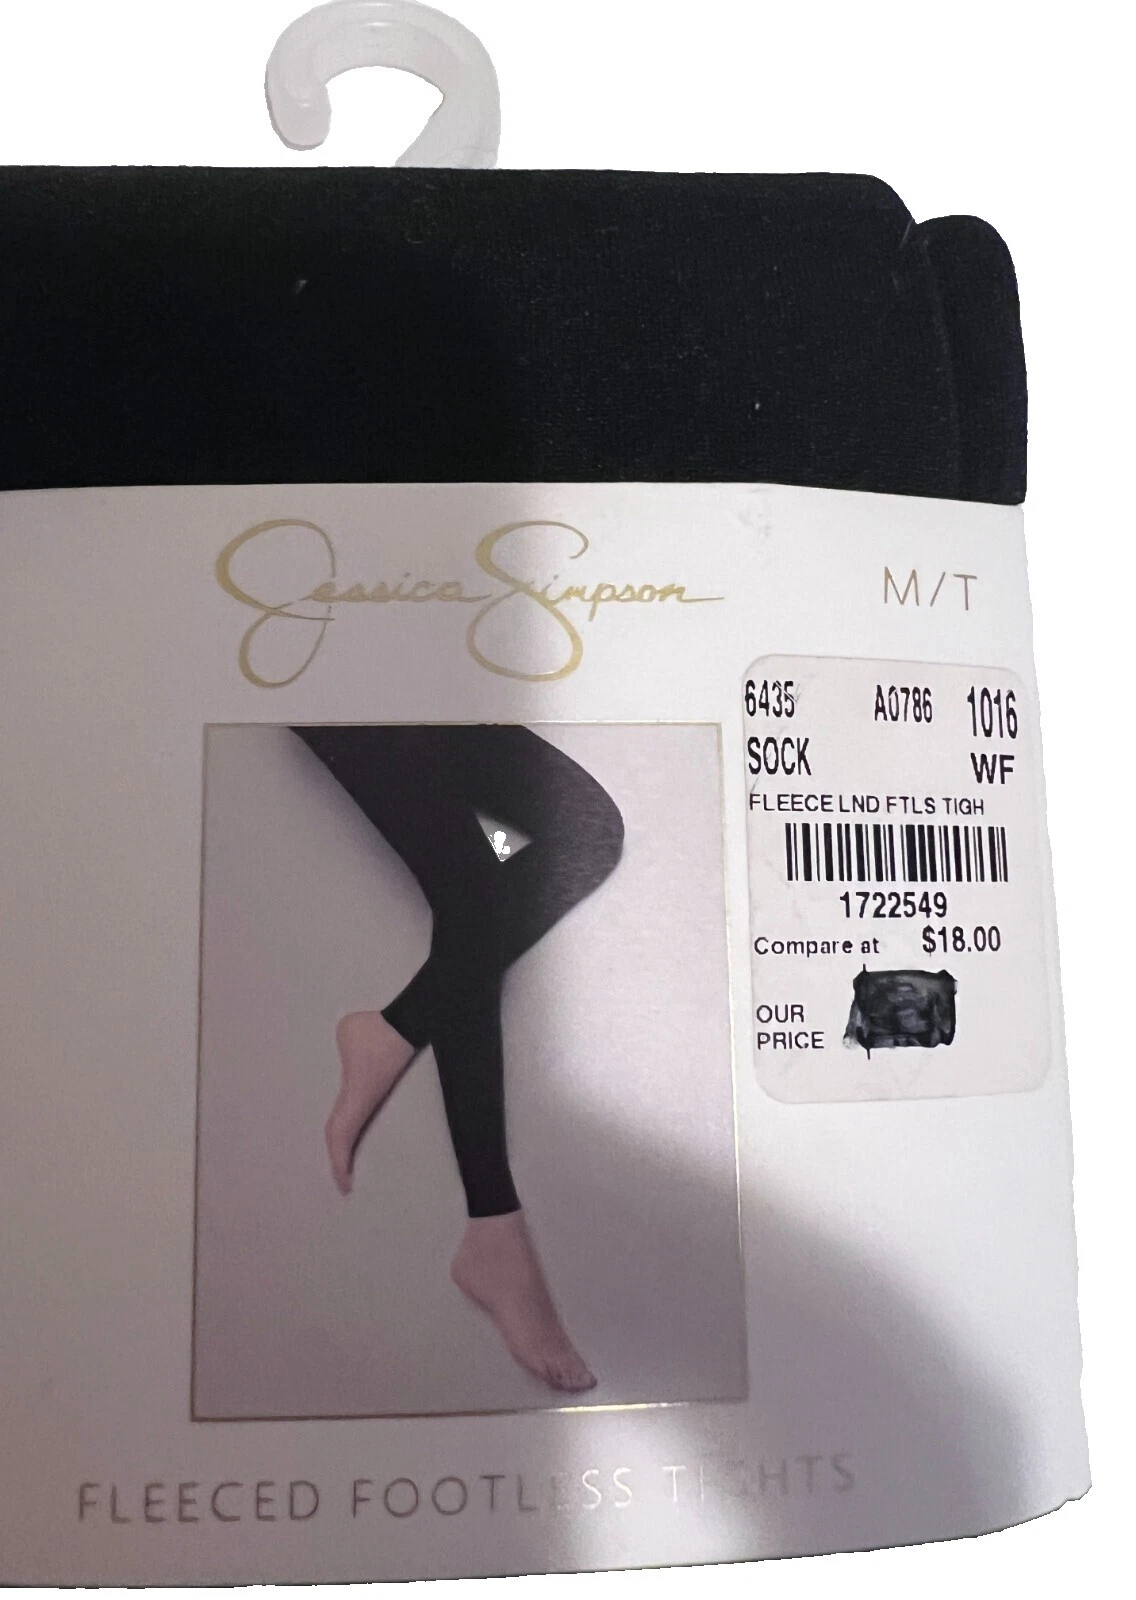 Jessica Simpson
M/T
6435 A0786 1016
SOCK WF
FLEECE LND FTLS TIGH
1722549
Compare at $18.00
OUR
PRICE
FLEECED FOOTLESS TIGHTS